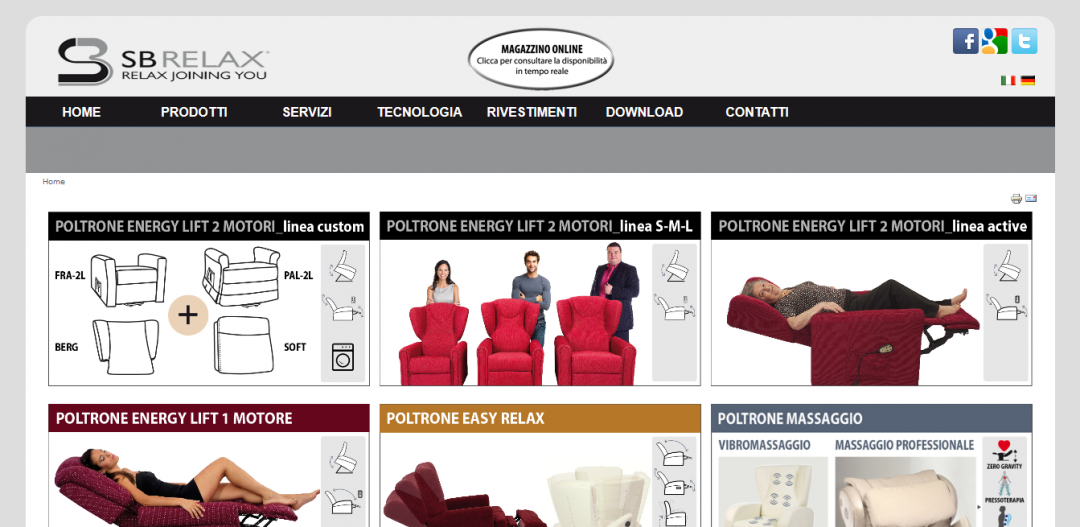 SB RELAX
RELAX JOINING YOU
MAGAZZINO ONLINE
Clicca per consultare la disponibilità
in tempo reale
HOME PRODOTTI SERVIZI TECNOLOGIA RIVESTIMENTI DOWNLOAD CONTATTI
Home
POLTRONE ENERGY LIFT 2 MOTORI_linea custom
FRA-2L
PAL-2L
+
BERG
SOFT
POLTRONE ENERGY LIFT 2 MOTORI_linea S-M-L
POLTRONE ENERGY LIFT 2 MOTORI_linea active
POLTRONE ENERGY LIFT 1 MOTORE
POLTRONE EASY RELAX
POLTRONE MASSAGGIO
VIBROMASSAGGIO
MASSAGGIO PROFESSIONALE
ZERO GRAVITY
PRESSOTERAPIA